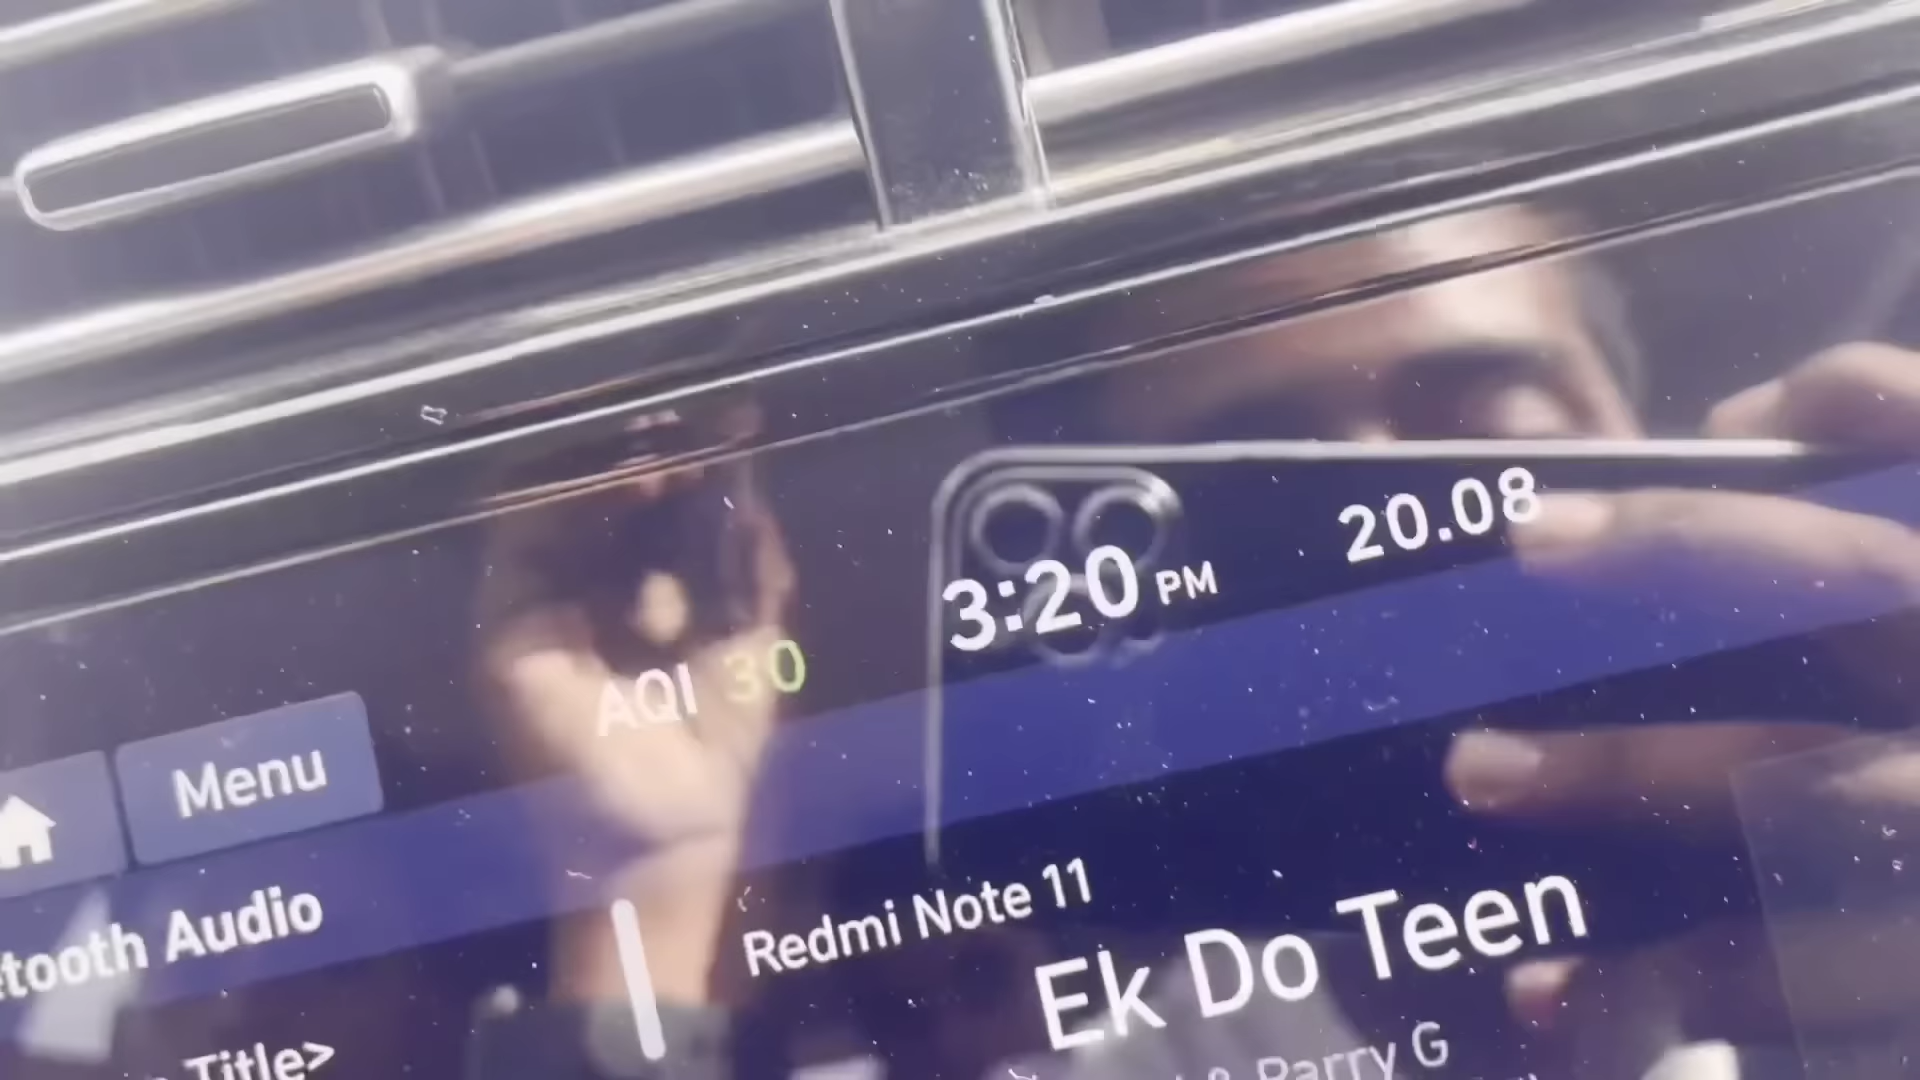 AQI 30
3:20 PM
20.08
Menu
tooth Audio
Redmi Note 11
Ek Do Teen
Title>
& Parry G